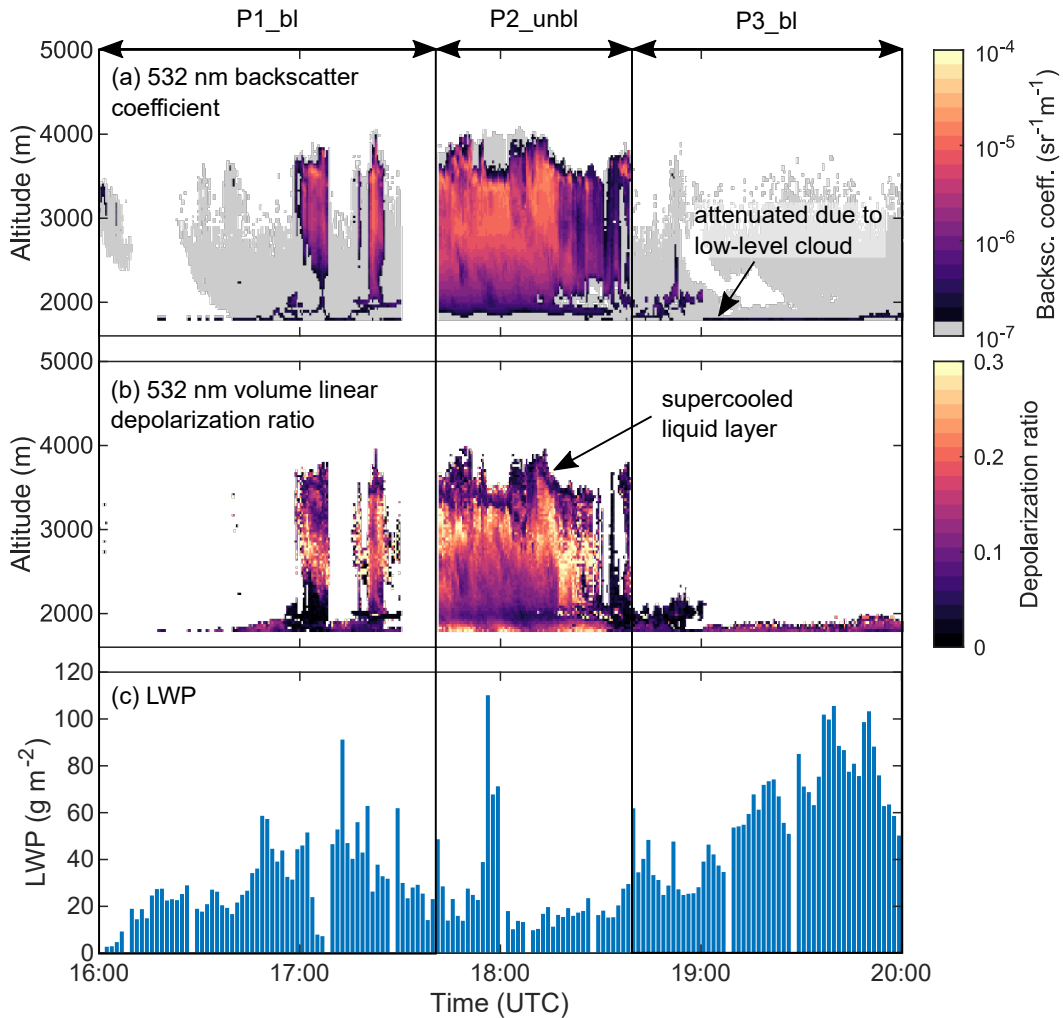 P1_bl P2_unbl P3_bl
5000
4000
3000
2000
Altitude (m)
(a) 532 nm backscatter
coefficient
attenuated due to
low-level cloud
10-4
10-5
10-6
10-7
Backsc. coeff. (sr-1m-1)
5000
4000
3000
2000
Altitude (m)
(b) 532 nm volume linear
depolarization ratio
supercooled
liquid layer
0.3
0.2
0.1
0
Depolarization ratio
120
100
80
60
40
20
0
LWP (g m-2)
(c) LWP
16:00 17:00 18:00 19:00 20:00
Time (UTC)